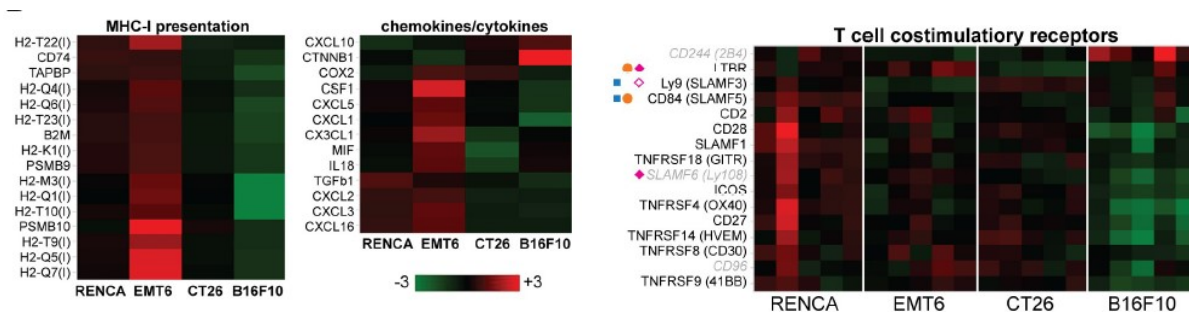 MHC-I presentation
H2-T22(I)
CD74
TAPBP
H2-Q4(I)
H2-Q6(I)
H2-T23(I)
B2M
H2-K1(I)
PSMB9
H2-M3(I)
H2-Q1(I)
H2-T10(I)
PSMB10
H2-T9(I)
H2-Q5(I)
H2-Q7(I)
RENCA EMT6 CT26 B16F10
chemokines/cytokines
CXCL10
CTNNB1
COX2
CSF1
CXCL5
CXCL1
CX3CL1
MIF
IL18
TGFb1
CXCL2
CXCL3
CXCL16
RENCA EMT6 CT26 B16F10
-3 +3
T cell costimulatory receptors
CD244 (2B4)
LTBR
Ly9 (SLAMF3)
CD84 (SLAMF5)
CD2
CD28
SLAMF1
TNFRSF18 (GITR)
SLAMF6 (Ly108)
ICOS
TNFRSF4 (OX40)
CD27
TNFRSF14 (HVEM)
TNFRSF8 (CD30)
CD96
TNFRSF9 (41BB)
RENCA EMT6 CT26 B16F10